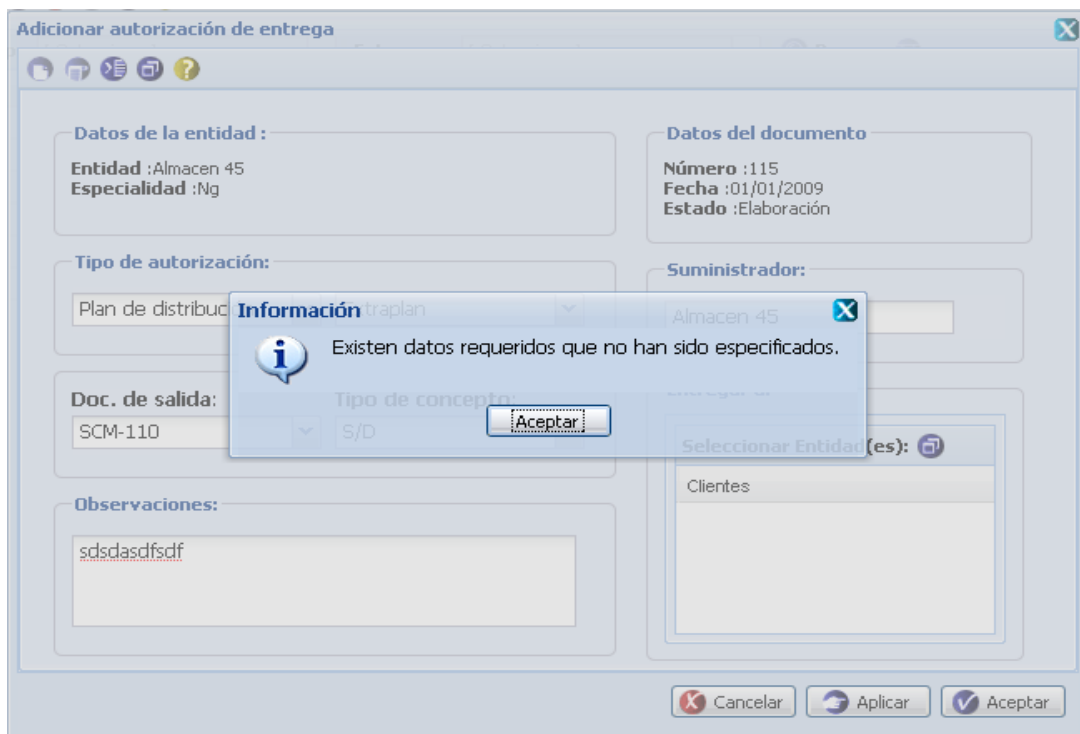 Adicionar autorización de entrega
Datos de la entidad :
Entidad :Almacen 45
Especialidad :Ng
Datos del documento
Número :115
Fecha :01/01/2009
Estado :Elaboración
Tipo de autorización:
Plan de distribuc
traplan
Suministrador:
Almacen 45
Información
Existen datos requeridos que no han sido especificados.
Aceptar
Doc. de salida:
SCM-110
Tipo de concepto:
S/D
Seleccionar Entidad(es):
Clientes
Observaciones:
sdsdasdfsdf
Cancelar
Aplicar
Aceptar